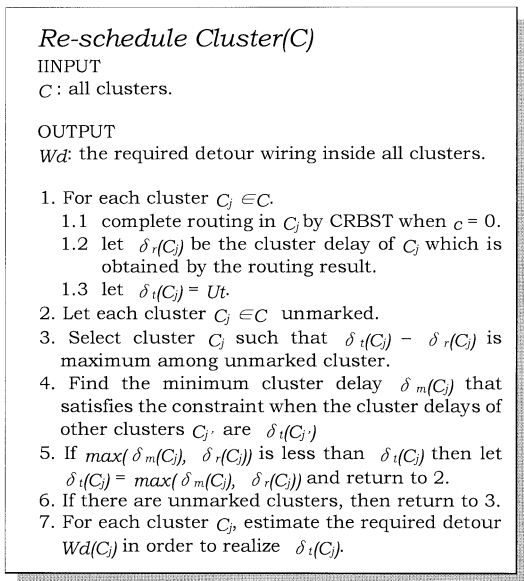 Re-schedule Cluster(C)
IINPUT
C : all clusters.
OUTPUT
Wd: the required detour wiring inside all clusters.
1. For each cluster Cj ∈C.
1.1 complete routing in Cj by CRBST when c = 0.
1.2 let δr(Cj) be the cluster delay of Cj which is
obtained by the routing result.
1.3 let δt(Cj) = Ut.
2. Let each cluster Cj ∈C unmarked.
3. Select cluster Cj such that δt(Cj) − δr(Cj) is
maximum among unmarked cluster.
4. Find the minimum cluster delay δm(Cj) that
satisfies the constraint when the cluster delays of
other clusters Cj' are δt(Cj')
5. If max( δm(Cj), δr(Cj)) is less than δt(Cj) then let
δt(Cj) = max( δm(Cj), δr(Cj)) and return to 2.
6. If there are unmarked clusters, then return to 3.
7. For each cluster Cj, estimate the required detour
Wd(Cj) in order to realize δt(Cj).